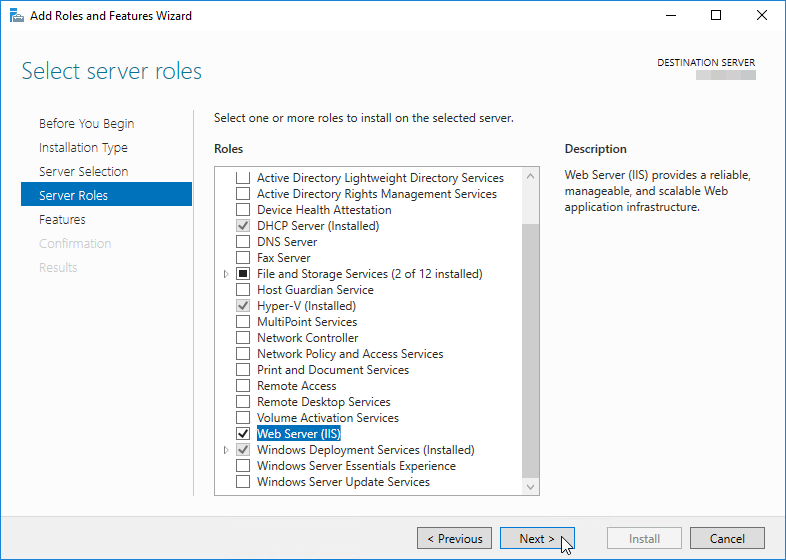 Add Roles and Features Wizard
Select server roles
DESTINATION SERVER
Before You Begin
Installation Type
Server Selection
Server Roles
Features
Confirmation
Results
Select one or more roles to install on the selected server.
Roles
Active Directory Lightweight Directory Services
Active Directory Rights Management Services
Device Health Attestation
DHCP Server (Installed)
DNS Server
Fax Server
File and Storage Services (2 of 12 installed)
Host Guardian Service
Hyper-V (Installed)
MultiPoint Services
Network Controller
Network Policy and Access Services
Print and Document Services
Remote Access
Remote Desktop Services
Volume Activation Services
Web Server (IIS)
Windows Deployment Services (Installed)
Windows Server Essentials Experience
Windows Server Update Services
Description
Web Server (IIS) provides a reliable,
manageable, and scalable Web
application infrastructure.
< Previous
Next >
Install
Cancel